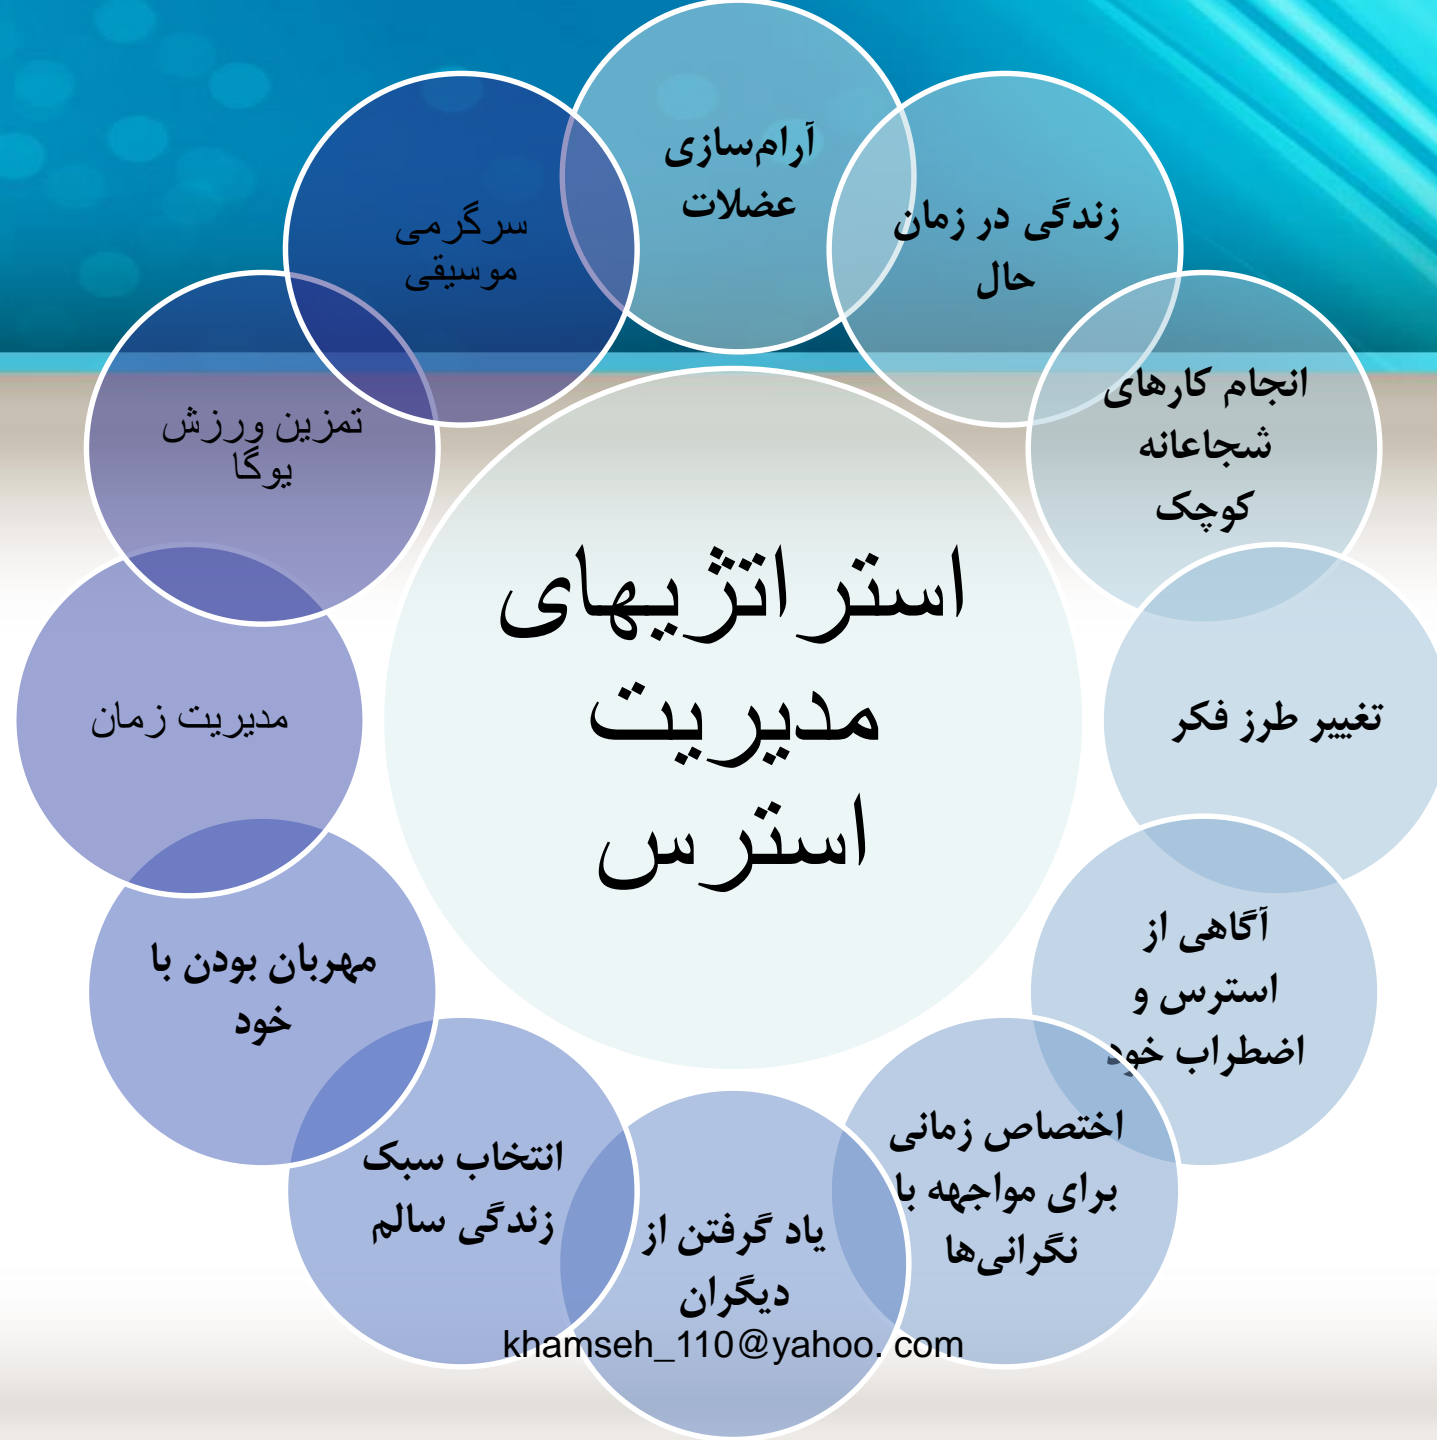 آرام‌سازی
عضلات
زندگی در زمان
حال
انجام کارهای
شجاعانه
کوچک
تغییر طرز فکر
آگاهی از
استرس و
اضطراب خود
اختصاص زمانی
برای مواجهه با
نگرانی‌ها
یاد گرفتن از
دیگران
انتخاب سبک
زندگی سالم
مهربان بودن با
خود
مدیریت زمان
تمزین ورزش
یوگا
سرگرمی
موسیقی
استراتژیهای
مدیریت
استرس
khamseh_110@yahoo. com